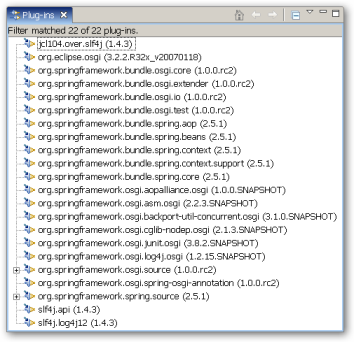 Plug-ins
Filter matched 22 of 22 plug-ins.
jcl104.over.slf4j (1.4.3)
org.eclipse.osgi (3.2.2.R32x_v20070118)
org.springframework.bundle.osgi.core (1.0.0.rc2)
org.springframework.bundle.osgi.extender (1.0.0.rc2)
org.springframework.bundle.osgi.io (1.0.0.rc2)
org.springframework.bundle.osgi.test (1.0.0.rc2)
org.springframework.bundle.spring.aop (2.5.1)
org.springframework.bundle.spring.beans (2.5.1)
org.springframework.bundle.spring.context (2.5.1)
org.springframework.bundle.spring.context.support (2.5.1)
org.springframework.bundle.spring.core (2.5.1)
org.springframework.osgi.aopalliance.osgi (1.0.0.SNAPSHOT)
org.springframework.osgi.asm.osgi (2.2.3.SNAPSHOT)
org.springframework.osgi.backport-util-concurrent.osgi (3.1.0.SNAPSHOT)
org.springframework.osgi.cglib-nodep.osgi (2.1.3.SNAPSHOT)
org.springframework.osgi.junit.osgi (3.8.2.SNAPSHOT)
org.springframework.osgi.log4j.osgi (1.2.15.SNAPSHOT)
org.springframework.osgi.source (1.0.0.rc2)
org.springframework.osgi.spring-osgi-annotation (1.0.0.rc2)
org.springframework.spring.source (2.5.1)
slf4j.api (1.4.3)
slf4j.log4j12 (1.4.3)